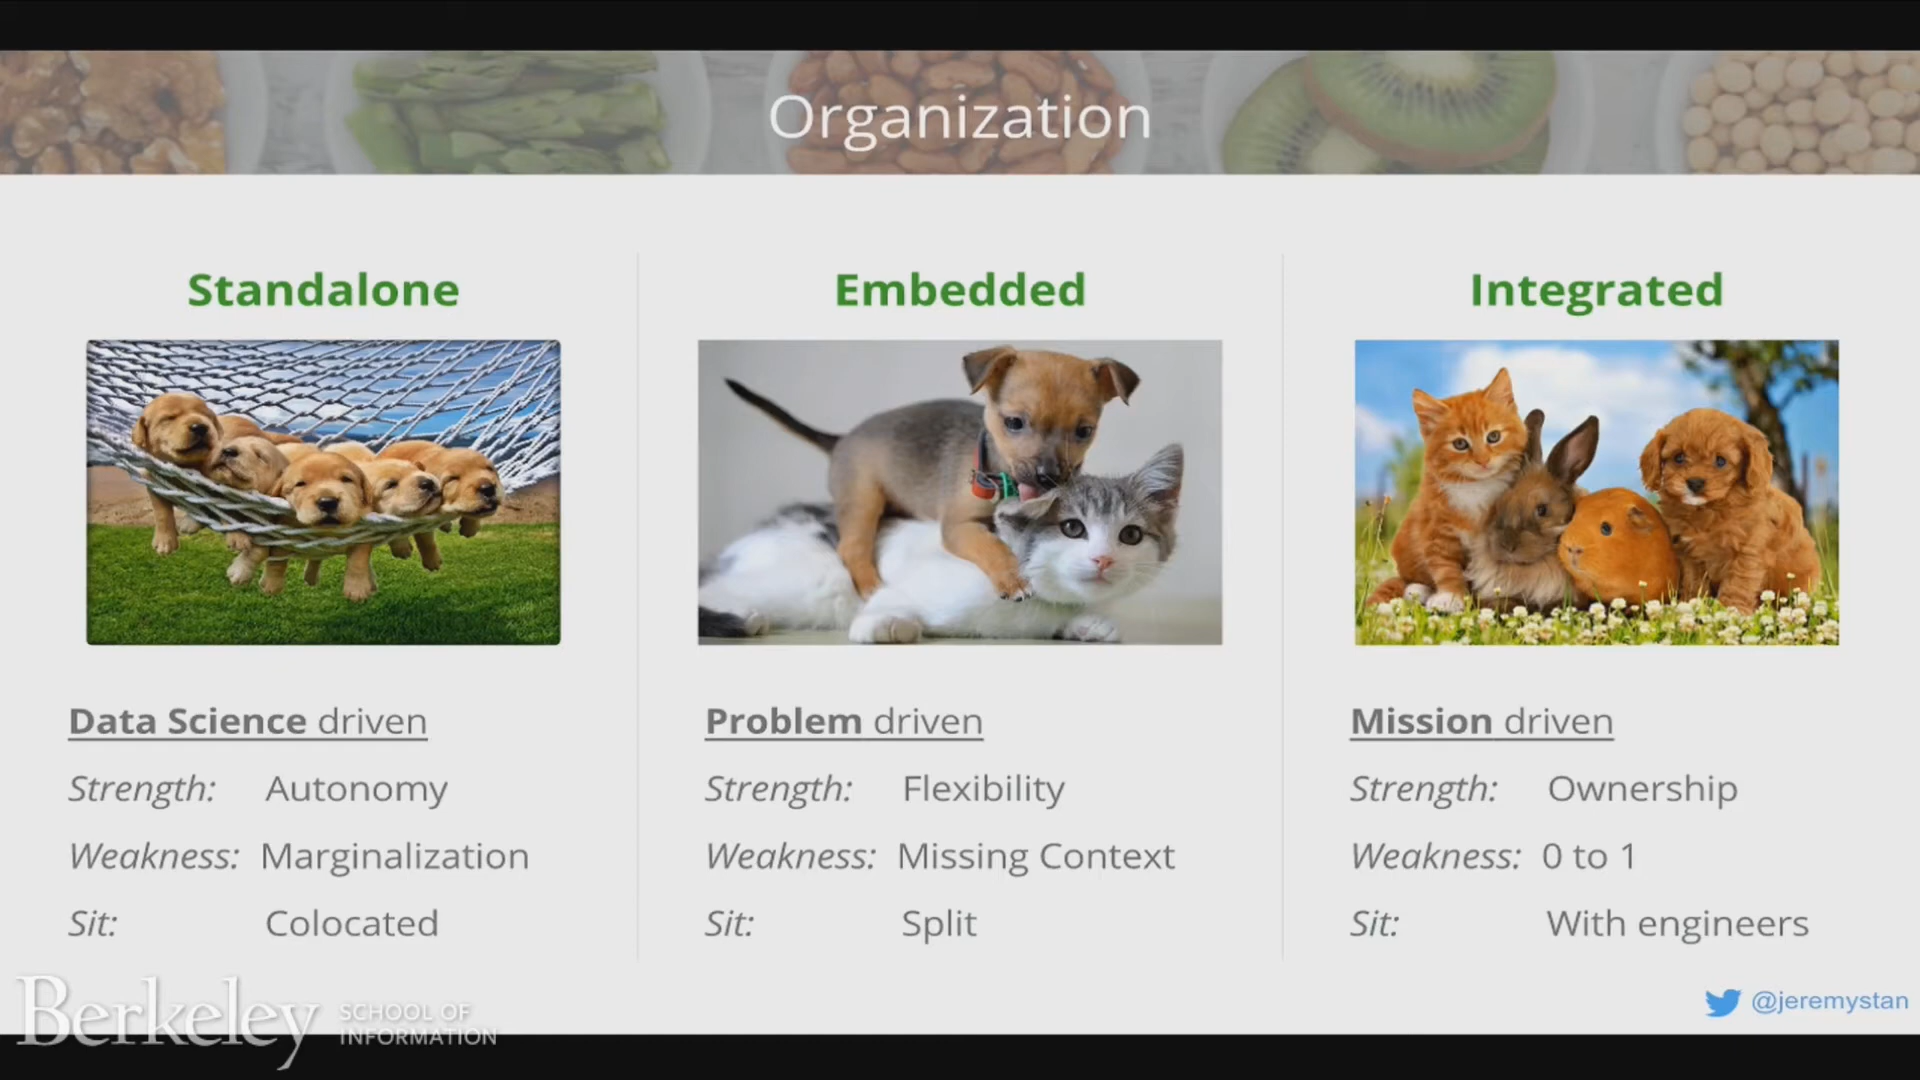 Organization
Standalone
Data Science driven
Strength: Autonomy
Weakness: Marginalization
Sit: Colocated
Embedded
Problem driven
Strength: Flexibility
Weakness: Missing Context
Sit: Split
Integrated
Mission driven
Strength: Ownership
Weakness: 0 to 1
Sit: With engineers
@jeremystan
Berkeley SCHOOL OF
INFORMATION